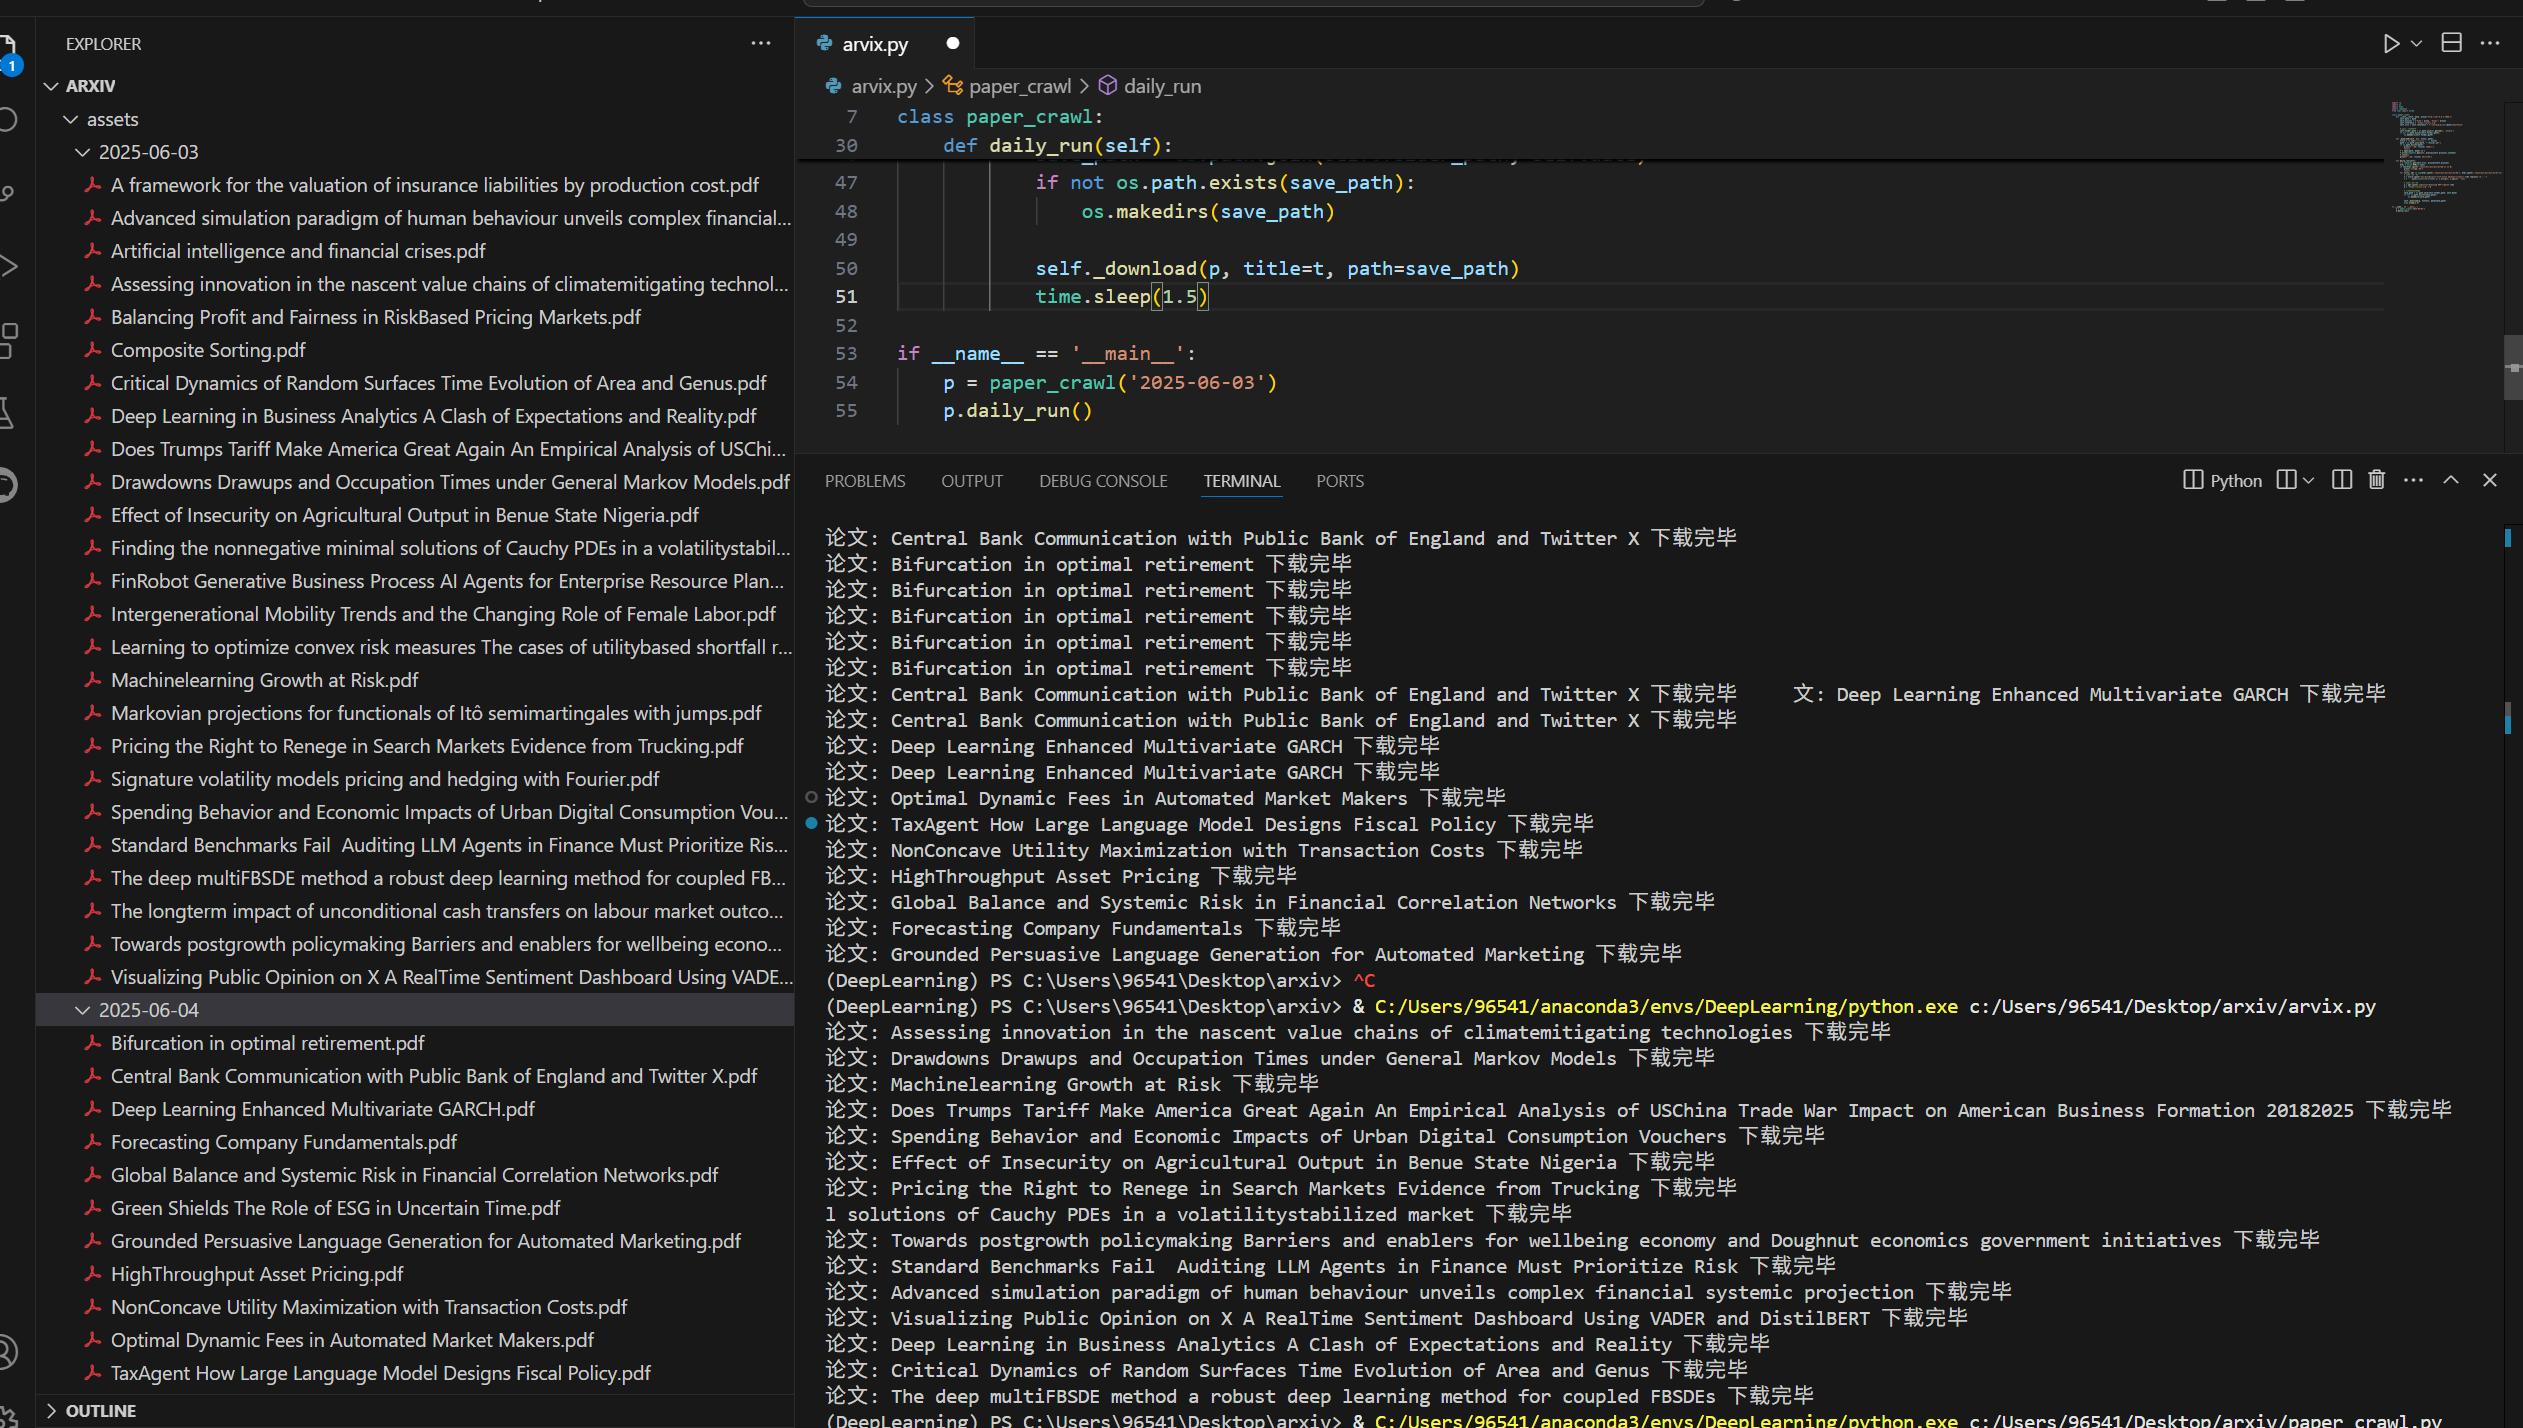 EXPLORER
1
ARXIV
assets
2025-06-03
A framework for the valuation of insurance liabilities by production cost.pdf
Advanced simulation paradigm of human behaviour unveils complex financial...
Artificial intelligence and financial crises.pdf
Assessing innovation in the nascent value chains of climatemitigating technol...
Balancing Profit and Fairness in RiskBased Pricing Markets.pdf
Composite Sorting.pdf
Critical Dynamics of Random Surfaces Time Evolution of Area and Genus.pdf
Deep Learning in Business Analytics A Clash of Expectations and Reality.pdf
Does Trumps Tariff Make America Great Again An Empirical Analysis of USChi...
Drawdowns Drawups and Occupation Times under General Markov Models.pdf
Effect of Insecurity on Agricultural Output in Benue State Nigeria.pdf
Finding the nonnegative minimal solutions of Cauchy PDEs in a volatilitystabil...
FinRobot Generative Business Process AI Agents for Enterprise Resource Plan...
Intergenerational Mobility Trends and the Changing Role of Female Labor.pdf
Learning to optimize convex risk measures The cases of utilitybased shortfall r...
Machinelearning Growth at Risk.pdf
Markovian projections for functionals of Itô semimartingales with jumps.pdf
Pricing the Right to Renege in Search Markets Evidence from Trucking.pdf
Signature volatility models pricing and hedging with Fourier.pdf
Spending Behavior and Economic Impacts of Urban Digital Consumption Vou...
Standard Benchmarks Fail  Auditing LLM Agents in Finance Must Prioritize Ris...
The deep multiFBSDE method a robust deep learning method for coupled FB...
The longterm impact of unconditional cash transfers on labour market outco...
Towards postgrowth policymaking Barriers and enablers for wellbeing econo...
Visualizing Public Opinion on X A RealTime Sentiment Dashboard Using VADE...
2025-06-04
Bifurcation in optimal retirement.pdf
Central Bank Communication with Public Bank of England and Twitter X.pdf
Deep Learning Enhanced Multivariate GARCH.pdf
Forecasting Company Fundamentals.pdf
Global Balance and Systemic Risk in Financial Correlation Networks.pdf
Green Shields The Role of ESG in Uncertain Time.pdf
Grounded Persuasive Language Generation for Automated Marketing.pdf
HighThroughput Asset Pricing.pdf
NonConcave Utility Maximization with Transaction Costs.pdf
Optimal Dynamic Fees in Automated Market Makers.pdf
TaxAgent How Large Language Model Designs Fiscal Policy.pdf
OUTLINE
arvix.py
arvix.py > paper_crawl > daily_run
7 class paper_crawl:
30 def daily_run(self):
47 if not os.path.exists(save_path):
48 os.makedirs(save_path)
49
50 self._download(p, title=t, path=save_path)
51 time.sleep(1.5)
52
53 if __name__ == '__main__':
54 p = paper_crawl('2025-06-03')
55 p.daily_run()
PROBLEMS OUTPUT DEBUG CONSOLE TERMINAL PORTS Python
论文: Central Bank Communication with Public Bank of England and Twitter X 下载完毕
论文: Bifurcation in optimal retirement 下载完毕
论文: Bifurcation in optimal retirement 下载完毕
论文: Bifurcation in optimal retirement 下载完毕
论文: Bifurcation in optimal retirement 下载完毕
论文: Bifurcation in optimal retirement 下载完毕
论文: Central Bank Communication with Public Bank of England and Twitter X 下载完毕 文: Deep Learning Enhanced Multivariate GARCH 下载完毕
论文: Central Bank Communication with Public Bank of England and Twitter X 下载完毕
论文: Deep Learning Enhanced Multivariate GARCH 下载完毕
论文: Deep Learning Enhanced Multivariate GARCH 下载完毕
论文: Optimal Dynamic Fees in Automated Market Makers 下载完毕
论文: TaxAgent How Large Language Model Designs Fiscal Policy 下载完毕
论文: NonConcave Utility Maximization with Transaction Costs 下载完毕
论文: HighThroughput Asset Pricing 下载完毕
论文: Global Balance and Systemic Risk in Financial Correlation Networks 下载完毕
论文: Forecasting Company Fundamentals 下载完毕
论文: Grounded Persuasive Language Generation for Automated Marketing 下载完毕
(DeepLearning) PS C:\Users\96541\Desktop\arxiv> ^C
(DeepLearning) PS C:\Users\96541\Desktop\arxiv> & C:/Users/96541/anaconda3/envs/DeepLearning/python.exe c:/Users/96541/Desktop/arxiv/arvix.py
论文: Assessing innovation in the nascent value chains of climatemitigating technologies 下载完毕
论文: Drawdowns Drawups and Occupation Times under General Markov Models 下载完毕
论文: Machinelearning Growth at Risk 下载完毕
论文: Does Trumps Tariff Make America Great Again An Empirical Analysis of USChina Trade War Impact on American Business Formation 20182025 下载完毕
论文: Spending Behavior and Economic Impacts of Urban Digital Consumption Vouchers 下载完毕
论文: Effect of Insecurity on Agricultural Output in Benue State Nigeria 下载完毕
论文: Pricing the Right to Renege in Search Markets Evidence from Trucking 下载完毕
l solutions of Cauchy PDEs in a volatilitystabilized market 下载完毕
论文: Towards postgrowth policymaking Barriers and enablers for wellbeing economy and Doughnut economics government initiatives 下载完毕
论文: Standard Benchmarks Fail  Auditing LLM Agents in Finance Must Prioritize Risk 下载完毕
论文: Advanced simulation paradigm of human behaviour unveils complex financial systemic projection 下载完毕
论文: Visualizing Public Opinion on X A RealTime Sentiment Dashboard Using VADER and DistilBERT 下载完毕
论文: Deep Learning in Business Analytics A Clash of Expectations and Reality 下载完毕
论文: Critical Dynamics of Random Surfaces Time Evolution of Area and Genus 下载完毕
论文: The deep multiFBSDE method a robust deep learning method for coupled FBSDEs 下载完毕
(DeepLearning) PS C:\Users\96541\Desktop\arxiv> & C:/Users/96541/anaconda3/envs/DeepLearning/python.exe c:/Users/96541/Desktop/arxiv/paper_crawl.py